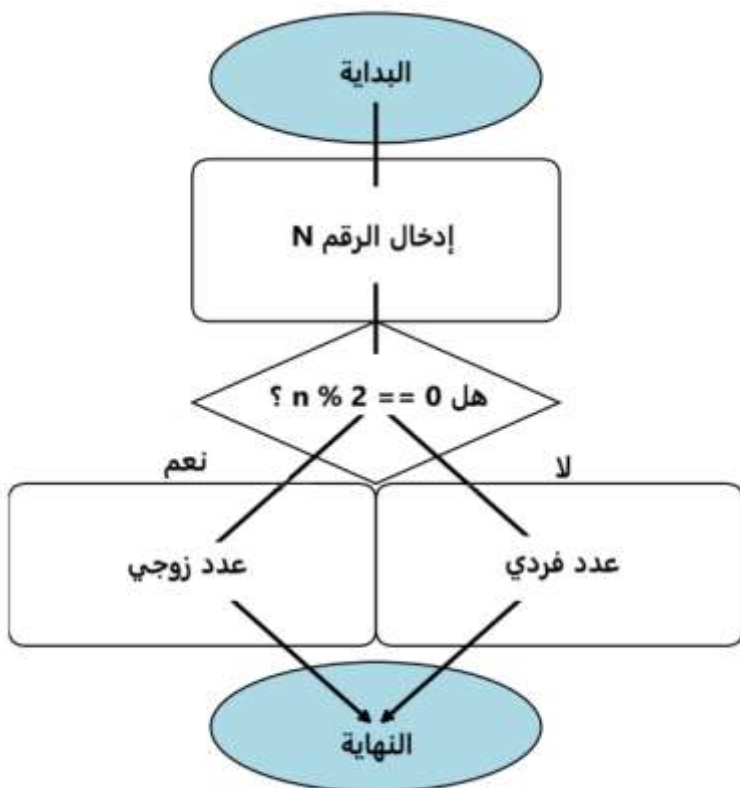 البداية
إدخال الرقم N
هل n % 2 == 0 ؟
نعم
لا
عدد زوجي
عدد فردي
النهاية